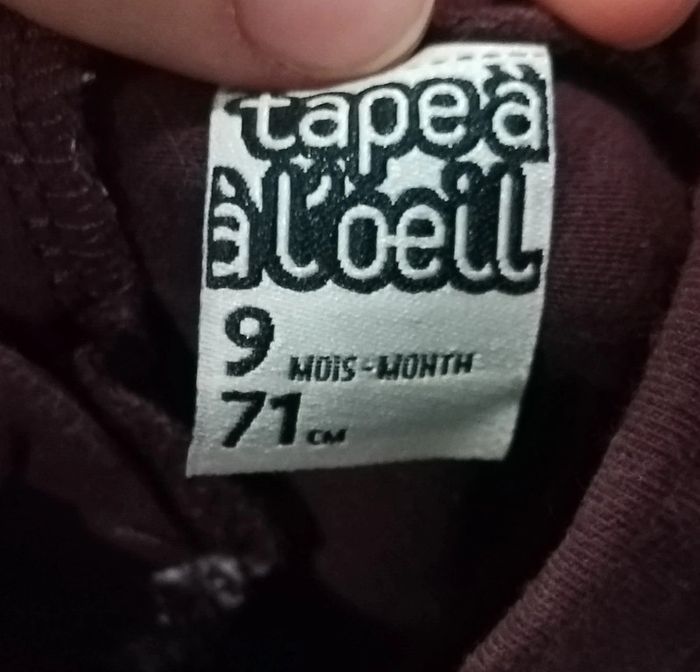 tape à
à l'oeil
9 MOIS-MONTH
71 CM